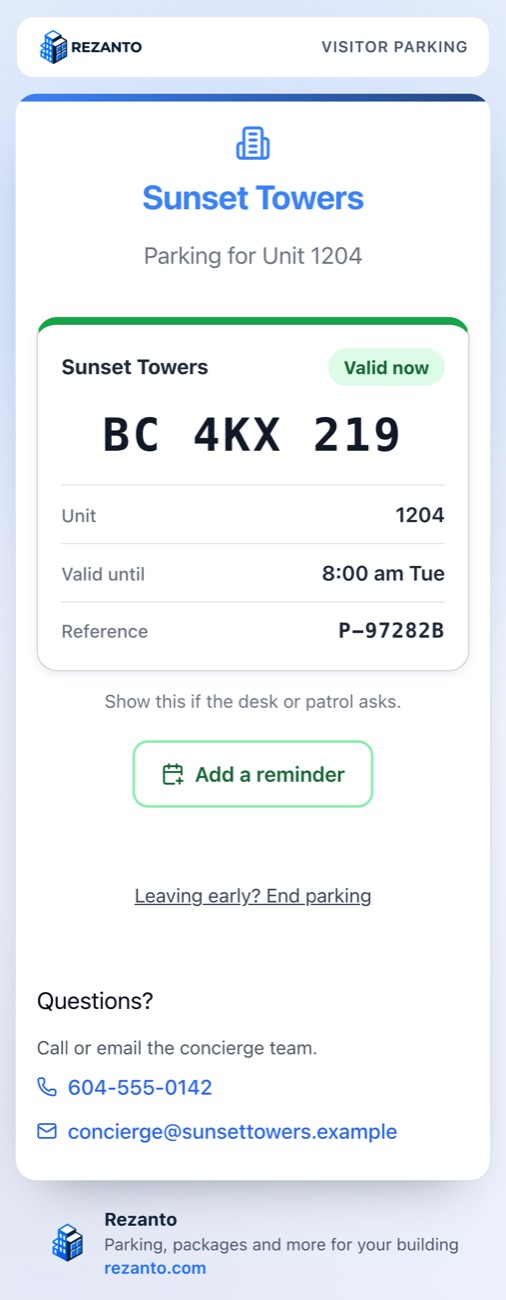 REZANTO
VISITOR PARKING
Sunset Towers
Parking for Unit 1204
Sunset Towers
Valid now
BC 4KX 219
Unit
1204
Valid until
8:00 am Tue
Reference
P–97282B
Show this if the desk or patrol asks.
Add a reminder
Leaving early? End parking
Questions?
Call or email the concierge team.
604-555-0142
concierge@sunsettowers.example
Rezanto
Parking, packages and more for your building
rezanto.com